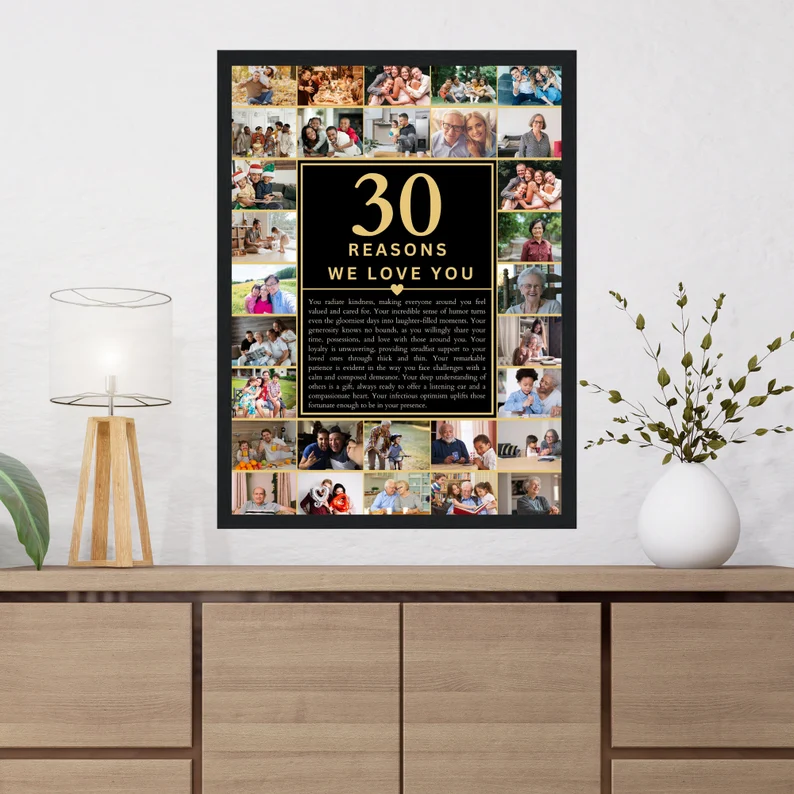 30
REASONS
WE LOVE YOU
You radiate kindness, making everyone around you feel
valued and cared for. Your incredible sense of humor turns
even the gloomiest days into laughter-filled moments. Your
generosity knows no bounds, as you willingly share your
time, possessions, and love with those around you. Your
loyalty is unwavering, providing steadfast support to your
loved ones through thick and thin. Your remarkable
patience is evident in the way you face challenges with a
calm and composed demeanor. Your deep understanding of
others is a gift, always ready to offer a listening ear and a
compassionate heart. Your infectious optimism uplifts those
fortunate enough to be in your presence.